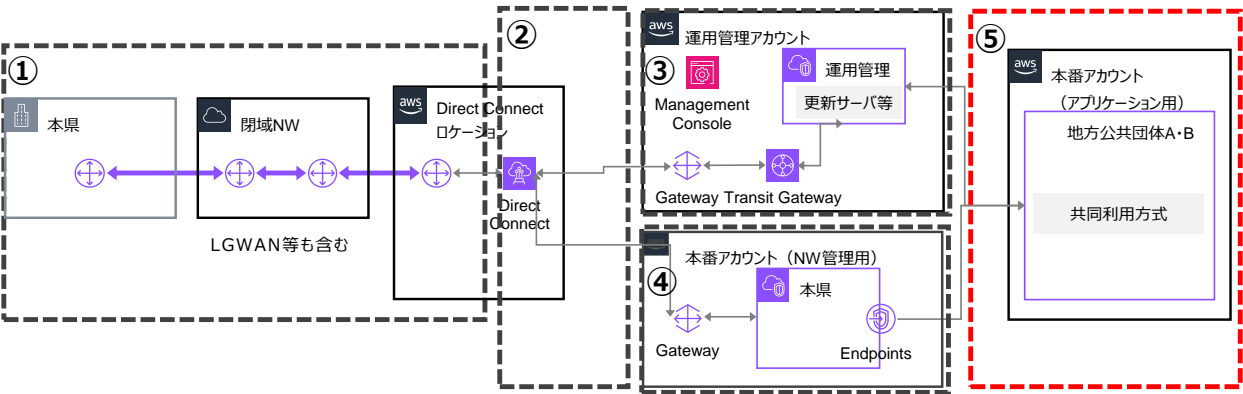 ①
本県
閉域NW
LGWAN等も含む
aws
Direct Connect
ロケーション
②
Direct
Connect
③
aws
運用管理アカウント
Management
Console
運用管理
更新サーバ等
Gateway
Transit Gateway
④
本番アカウント（NW管理用）
本県
Gateway
Endpoints
⑤
aws
本番アカウント
（アプリケーション用）
地方公共団体A・B
共同利用方式